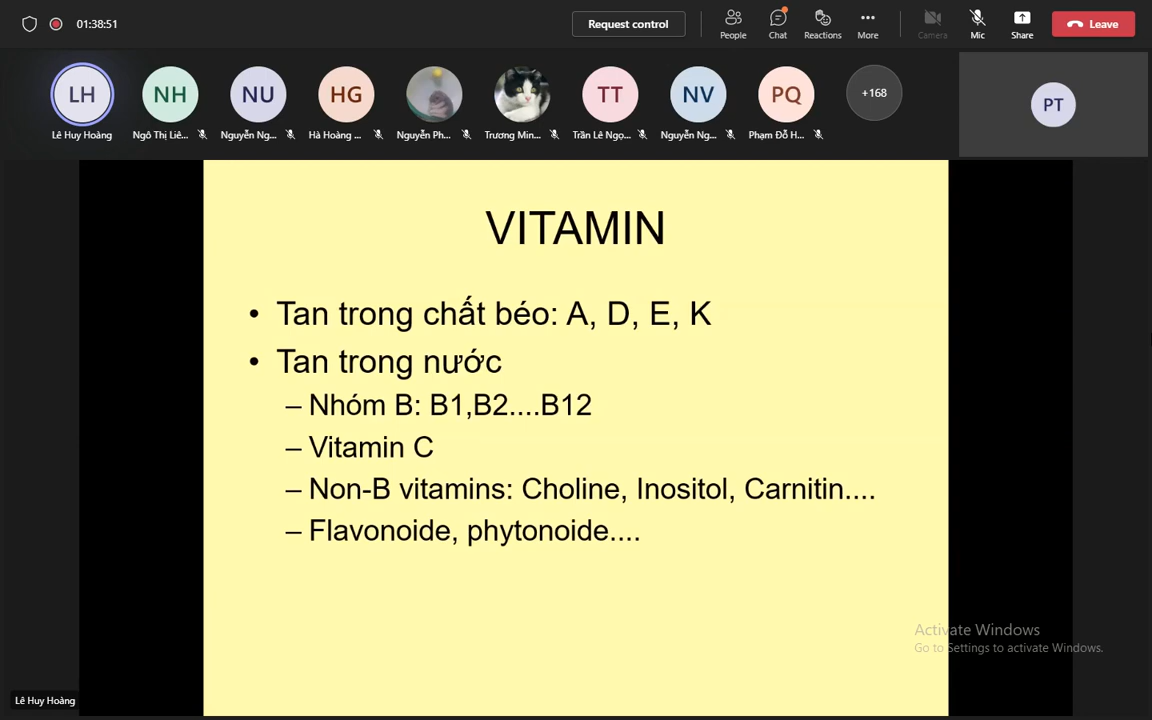 01:38:51
Request control
People
Chat
Reactions
More
Camera
Mic
Share
Leave
LH
NH
NU
HG
TT
NV
PQ
+168
PT
Lê Huy Hoàng
Ngô Thị Liê...
Nguyễn Ng...
Hà Hoàng ...
Nguyễn Ph...
Trương Min...
Trần Lê Ngọ...
Nguyễn Ng...
Phạm Đỗ H...
VITAMIN
• Tan trong chất béo: A, D, E, K
• Tan trong nước
– Nhóm B: B1,B2....B12
– Vitamin C
– Non-B vitamins: Choline, Inositol, Carnitin....
– Flavonoide, phytonoide....
Activate Windows
Go to Settings to activate Windows.
Lê Huy Hoàng